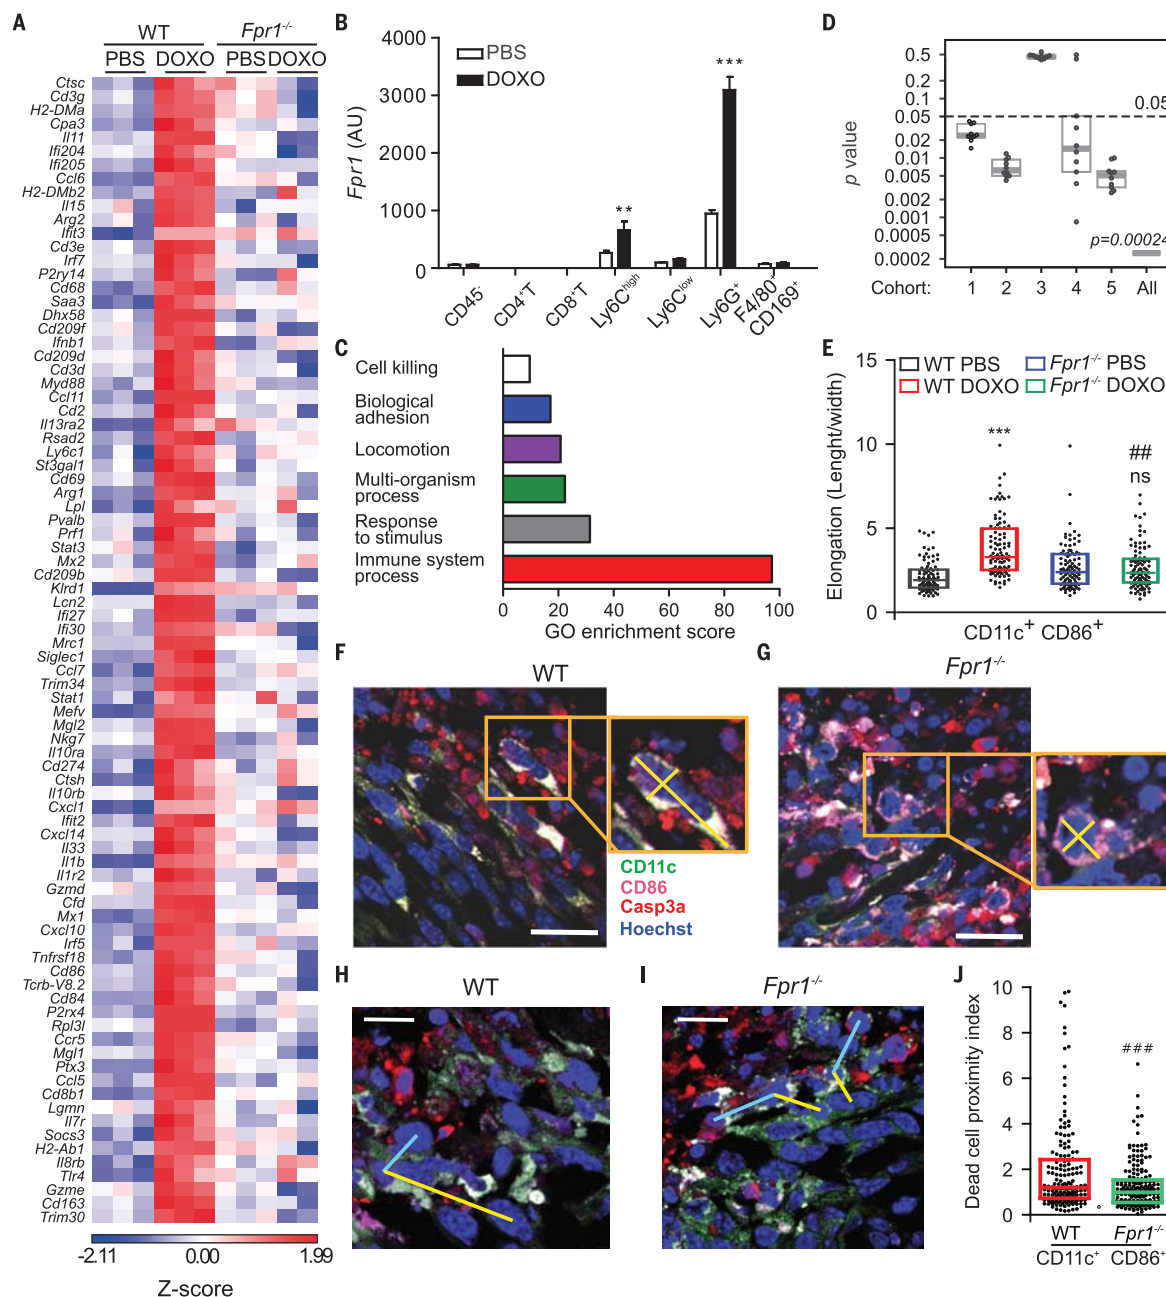 A
WT
Fpr1-/-
PBS
DOXO
PBS
DOXO
Ctsc
Cd3g
H2-DMa
Cpa3
Il11
Ifi204
Ifi205
Ccl6
H2-DMb2
Il15
Arg2
Ifit3
Cd3e
Irf7
P2ry14
Cd68
Saa3
Dhx58
Cd209f
Ifnb1
Cd209d
Cd3d
Myd88
Ccl11
Cd2
Il13ra2
Rsad2
Ly6c1
St3gal1
Cd69
Arg1
Lpl
Pvalb
Prf1
Stat3
Mx2
Cd209b
Klrd1
Lcn2
Ifi27
Ifi30
Mrc1
Siglec1
Ccl7
Trim34
Stat1
Mefv
Mgl2
Nkg7
Il10ra
Cd274
Ctsh
Il10rb
Cxcl1
Ifit2
Cxcl14
Il33
Il1b
Il1r2
Gzmd
Cfd
Mx1
Cxcl10
Irf5
Tnfrsf18
Cd86
Tcrb-V8.2
Cd84
P2rx4
Rpl3l
Ccr5
Mgl1
Ptx3
Ccl5
Cd8b1
Lgmn
Il7r
Socs3
H2-Ab1
Il8rb
Tlr4
Gzme
Cd163
Trim30
-2.11 0.00 1.99
Z-score
B
4000
3000
2000
1000
0
Fpr1 (AU)
PBS
DOXO
**
***
CD45-
CD4+T
CD8+T
Ly6Chigh
Ly6Clow
Ly6G+
F4/80+
CD169+
C
Cell killing
Biological
adhesion
Locomotion
Multi-organism
process
Response
to stimulus
Immune system
process
0 20 40 60 80 100
GO enrichment score
D
p value
0.5
0.2
0.1
0.05
0.02
0.01
0.005
0.002
0.001
0.0005
0.0002
0.05
p=0.00024
Cohort: 1 2 3 4 5 All
E
Elongation (Lenght/width)
15
10
5
0
WT PBS
WT DOXO
Fpr1-/- PBS
Fpr1-/- DOXO
***
##
ns
CD11c+ CD86+
F
WT
CD11c
CD86
Casp3a
Hoechst
G
Fpr1-/-
H
WT
I
Fpr1-/-
J
Dead cell proximity index
10
8
6
4
2
0
###
WT
Fpr1-/-
CD11c+
CD86+